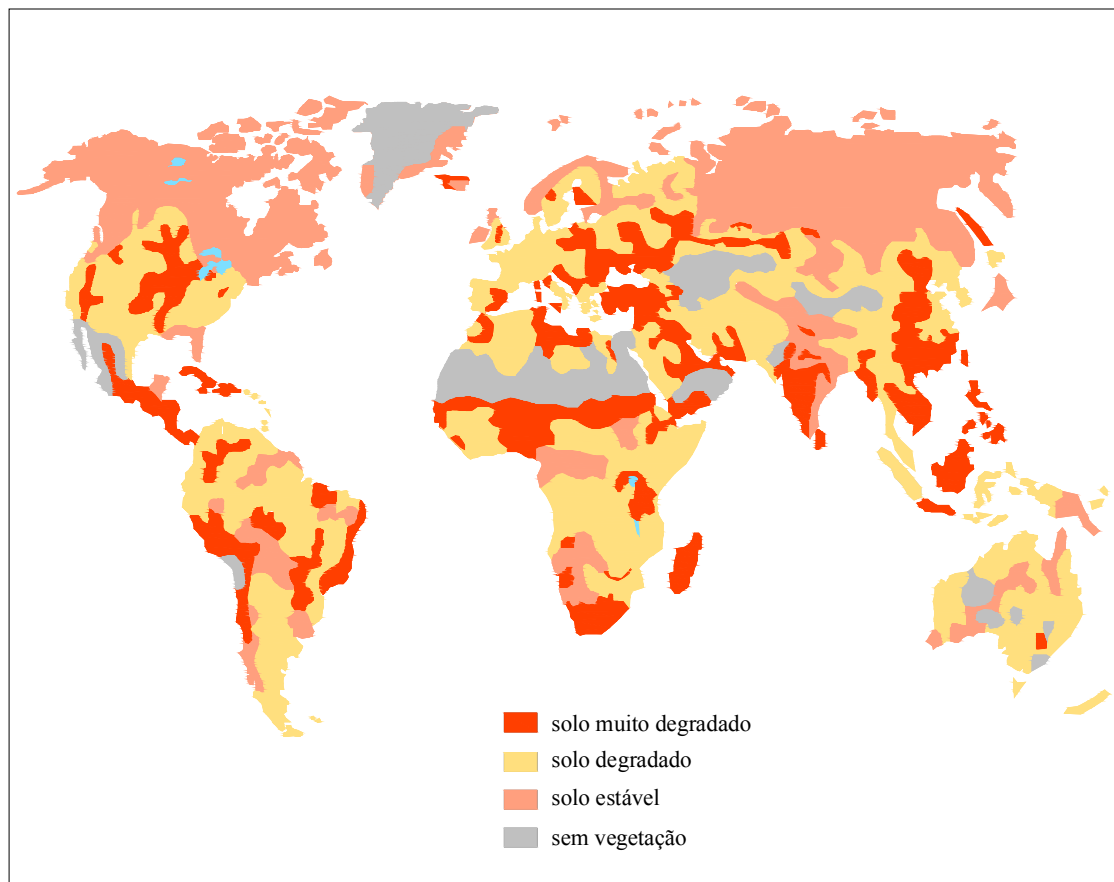 solo muito degradado
solo degradado
solo estável
sem vegetação